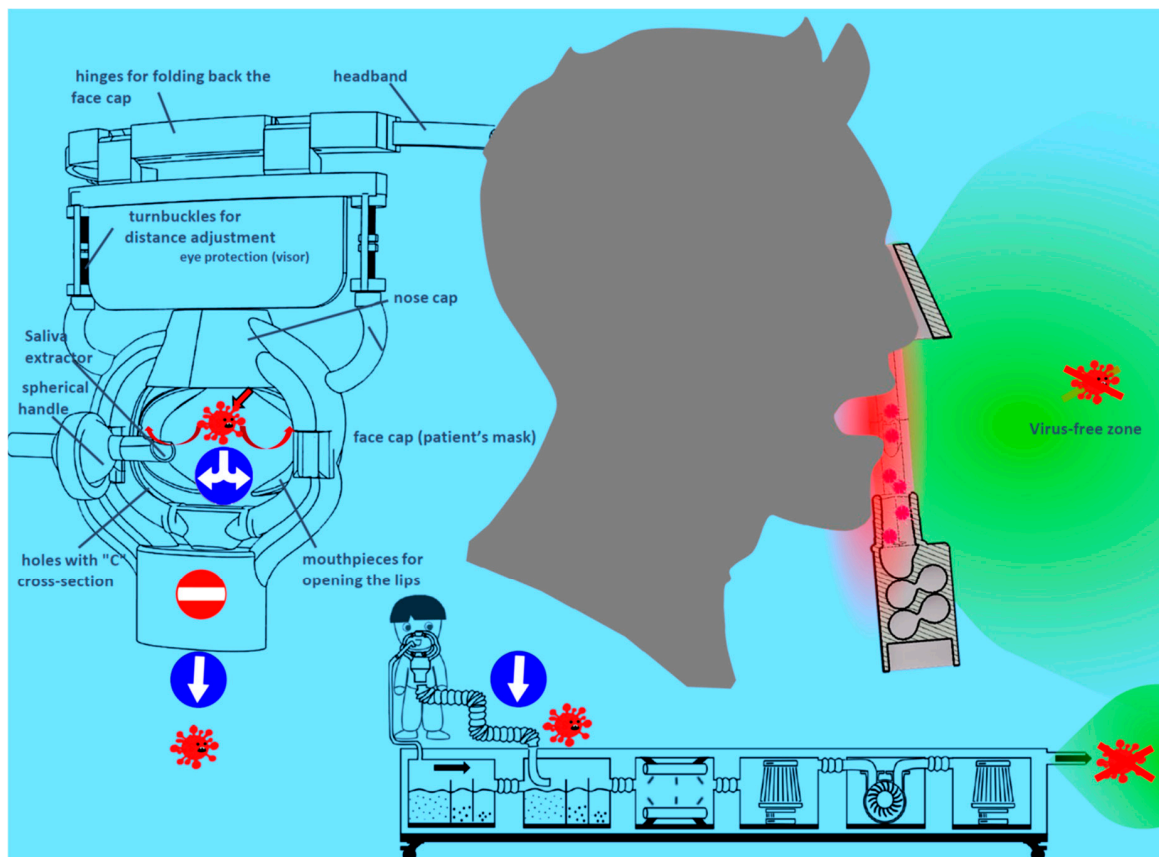 hinges for folding back the
face cap
headband
turnbuckles for
distance adjustment
eye protection (visor)
nose cap
Saliva
extractor
spherical
handle
face cap (patient's mask)
Virus-free zone
holes with "C"
cross-section
mouthpieces for
opening the lips